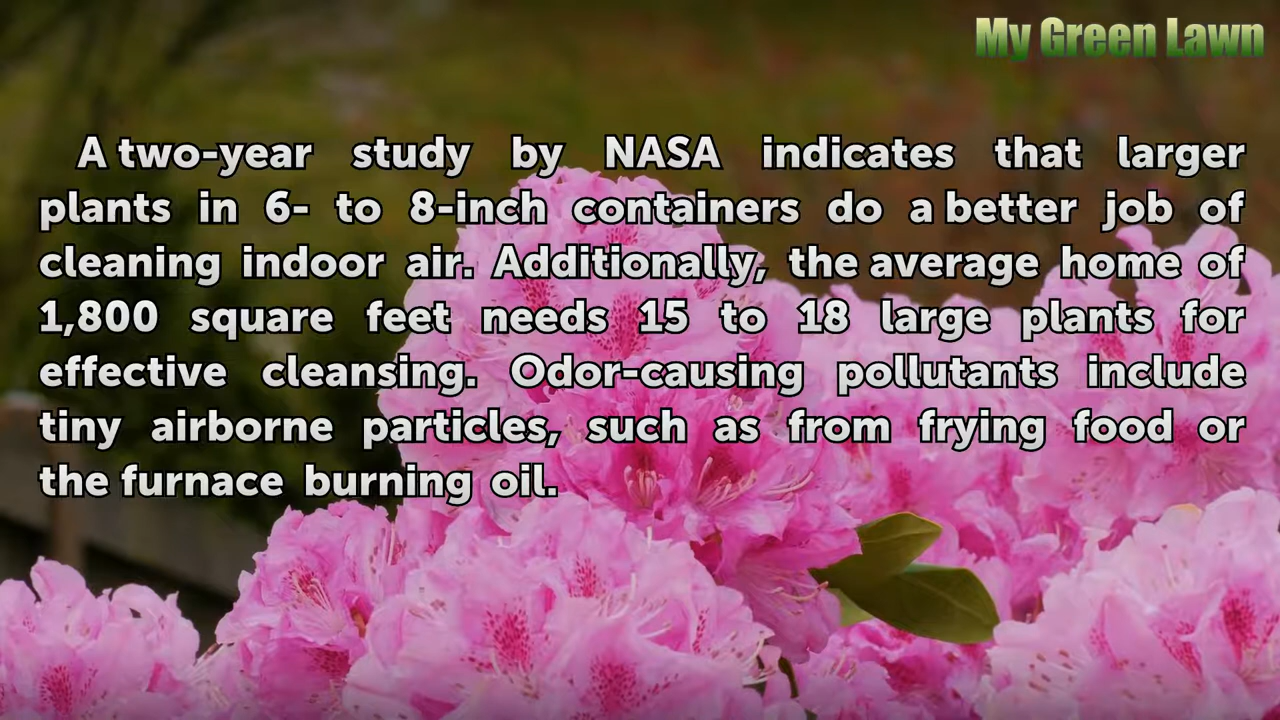 My Green Lawn
A two-year study by NASA indicates that larger
plants in 6- to 8-inch containers do a better job of
cleaning indoor air. Additionally, the average home of
1,800 square feet needs 15 to 18 large plants for
effective cleansing. Odor-causing pollutants include
tiny airborne particles, such as from frying food or
the furnace burning oil.